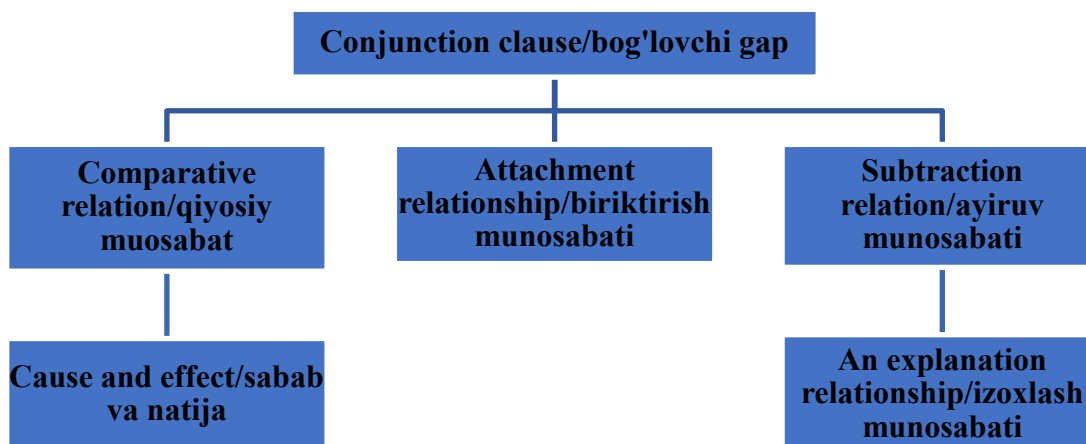 Conjunction clause/bog'lovchi gap
Comparative
relation/qiyosiy
muosabat
Attachment
relationship/biriktirish
munosabati
Subtraction
relation/ayiruv
munosabati
Cause and effect/sabab
va natija
An explanation
relationship/izoxlash
munosabati